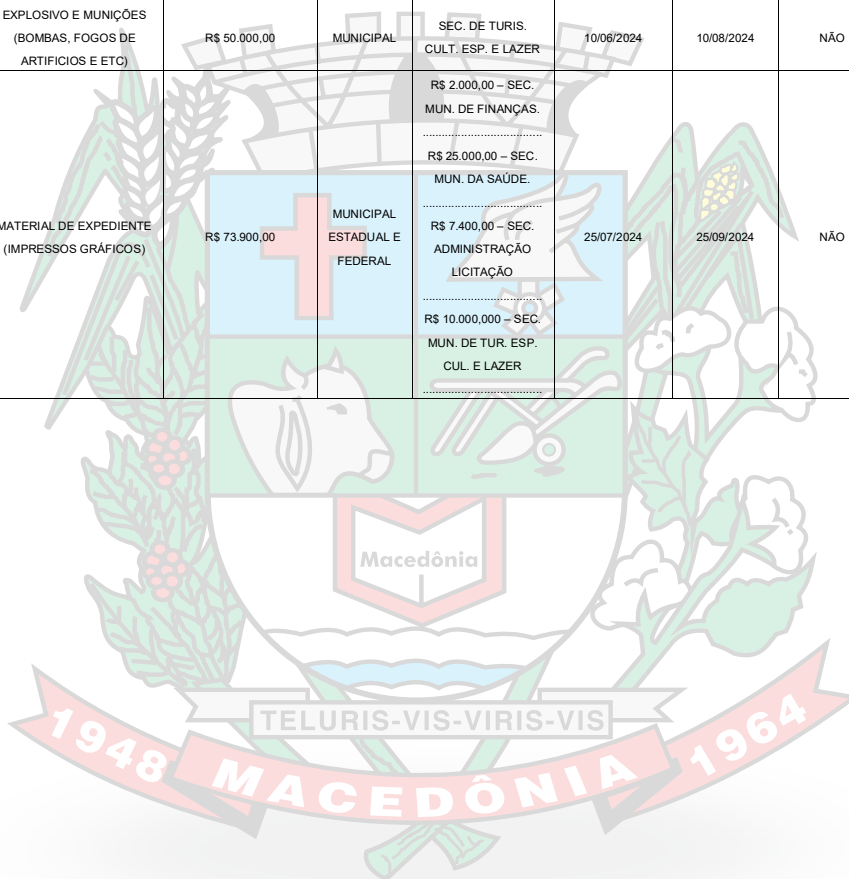 EXPLOSIVO E MUNIÇÕES
(BOMBAS, FOGOS DE
ARTIFICIOS E ETC)
R$ 50.000,00
MUNICIPAL
SEC. DE TURIS.
CULT. ESP. E LAZER
10/06/2024
10/08/2024
NÃO
MATERIAL DE EXPEDIENTE
(IMPRESSOS GRÁFICOS)
R$ 73.900,00
MUNICIPAL
ESTADUAL E
FEDERAL
R$ 2.000,00 – SEC.
MUN. DE FINANÇAS.
.....................................
R$ 25.000,00 – SEC.
MUN. DA SAÚDE.
.....................................
R$ 7.400,00 – SEC.
ADMINISTRAÇÃO
LICITAÇÃO
.....................................
R$ 10.000,000 – SEC.
MUN. DE TUR. ESP.
CUL. E LAZER
.....................................
25/07/2024
25/09/2024
NÃO
Macedônia
TELURIS-VIS-VIRIS-VIS
1948
MACEDÔNIA
1964